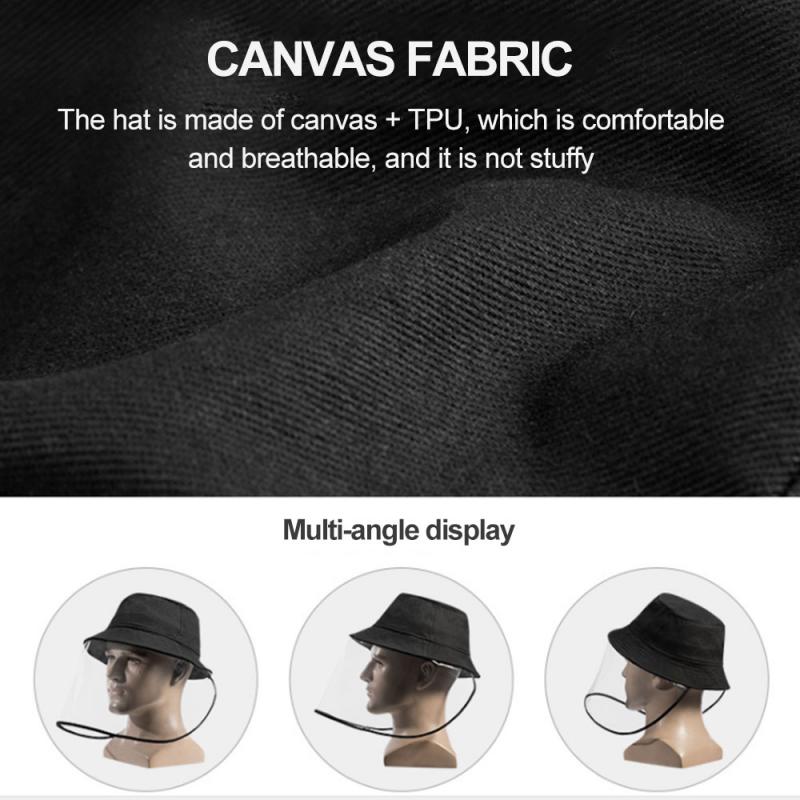 CANVAS FABRIC
The hat is made of canvas + TPU, which is comfortable
and breathable, and it is not stuffy
Multi-angle display